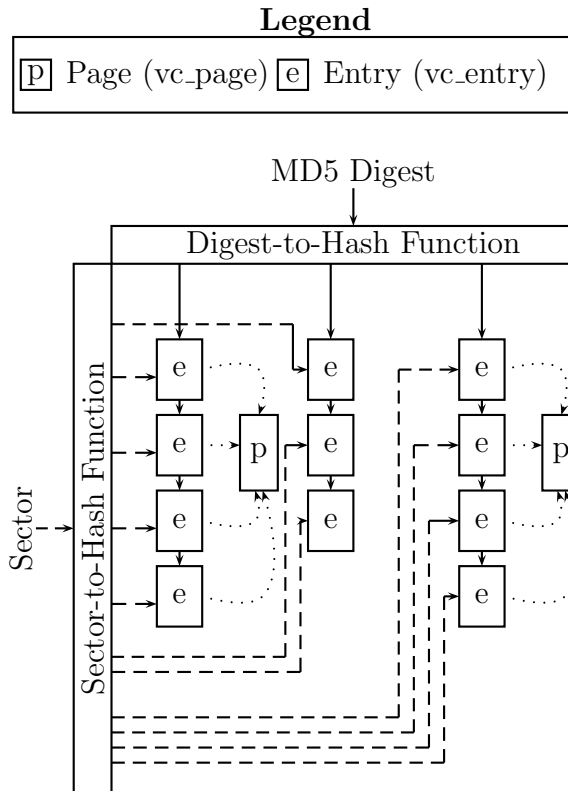 Legend
p Page (vc_page) e Entry (vc_entry)
MD5 Digest
Digest-to-Hash Function
Sector
Sector-to-Hash Function
e e e
e p e e p
e e e
e e